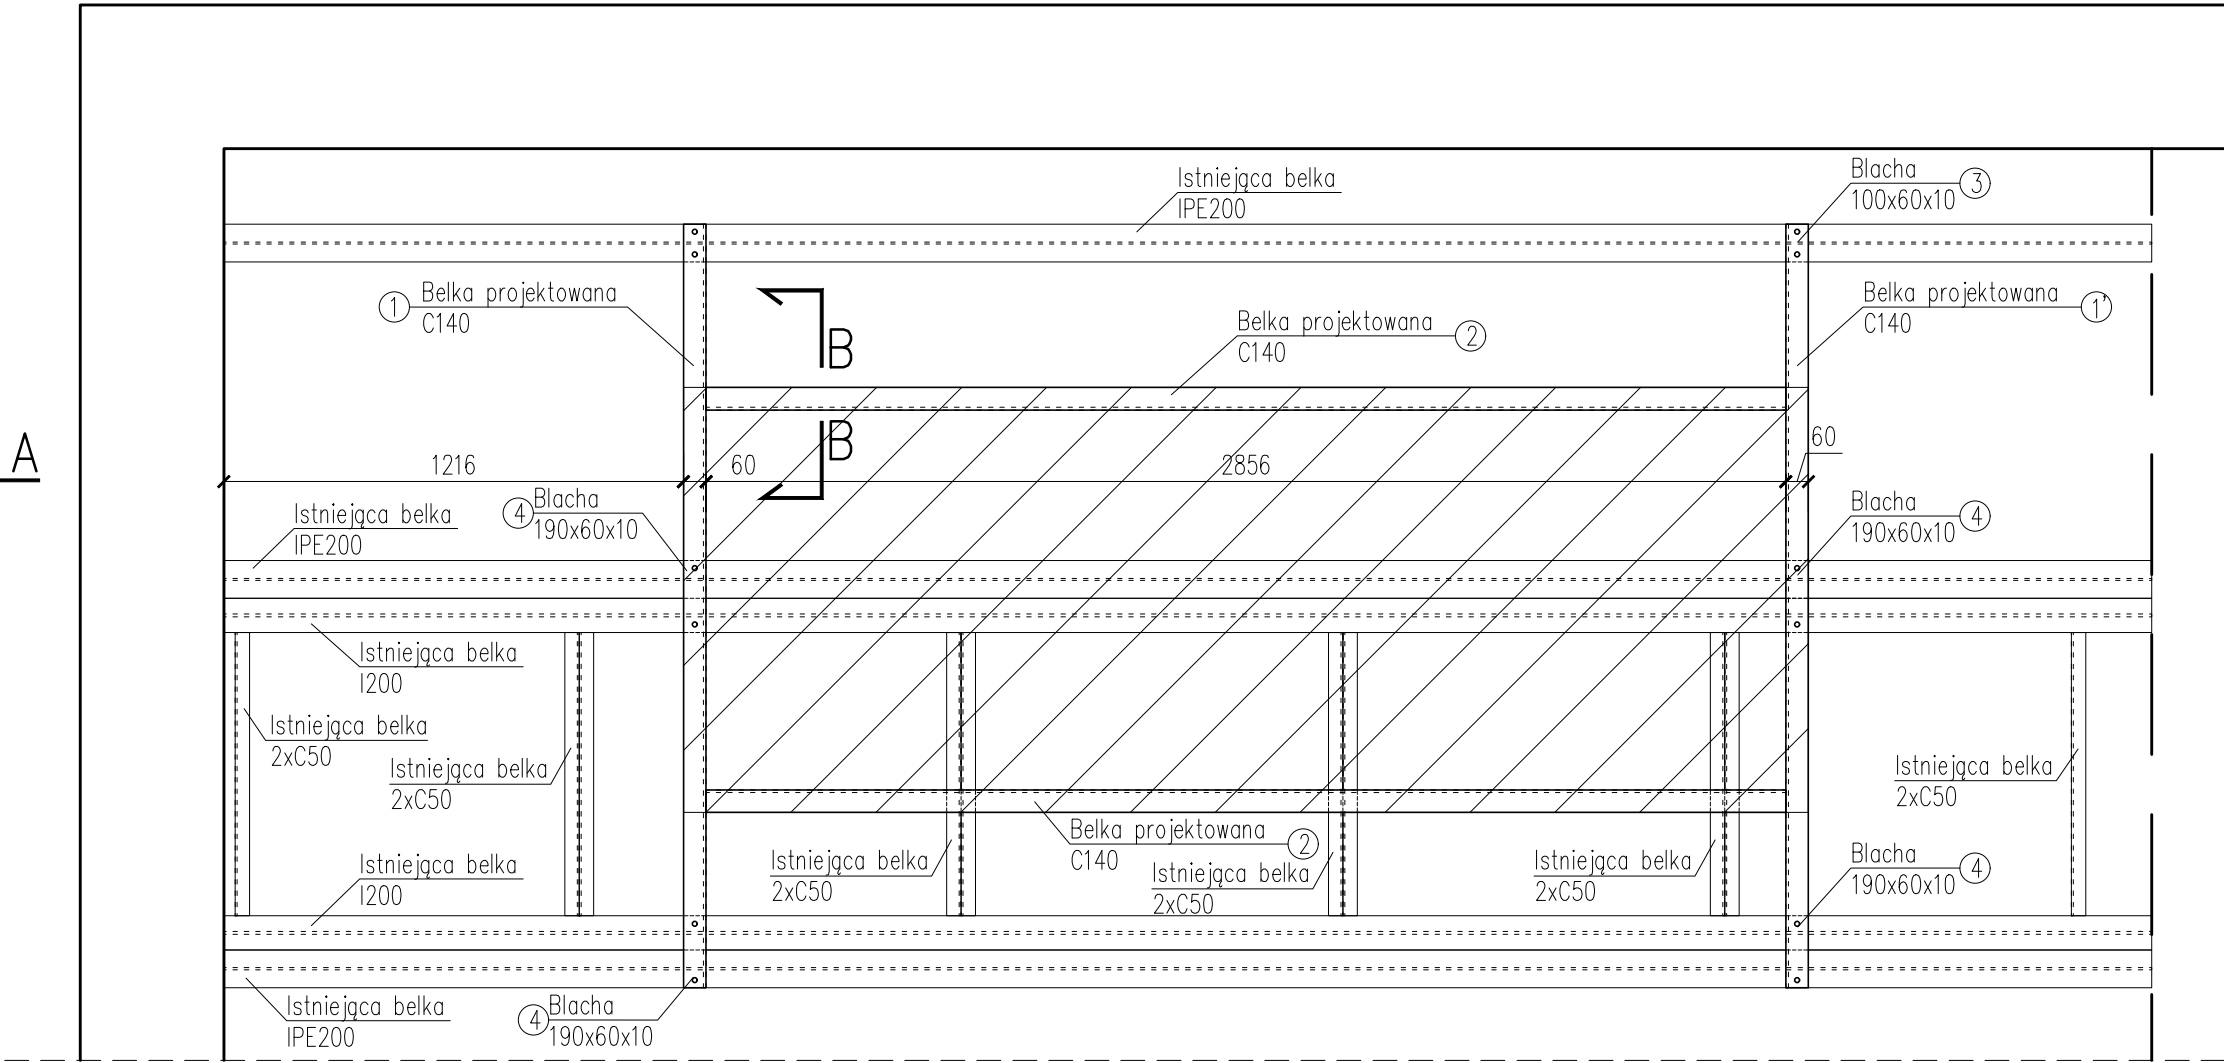 Istniejąca belka
IPE200
Blacha
100x60x10
3
Belka projektowana
C140
1
Belka projektowana
C140
1'
Belka projektowana
C140
2
B
B
A
1216
60
2856
60
Blacha
190x60x10
4
Istniejąca belka
IPE200
Blacha
190x60x10
4
Istniejąca belka
I200
Istniejąca belka
2xC50
Istniejąca belka
2xC50
Istniejąca belka
2xC50
Belka projektowana
C140
2
Istniejąca belka
I200
Istniejąca belka
2xC50
Istniejąca belka
2xC50
Istniejąca belka
2xC50
Blacha
190x60x10
4
Istniejąca belka
IPE200
Blacha
190x60x10
4